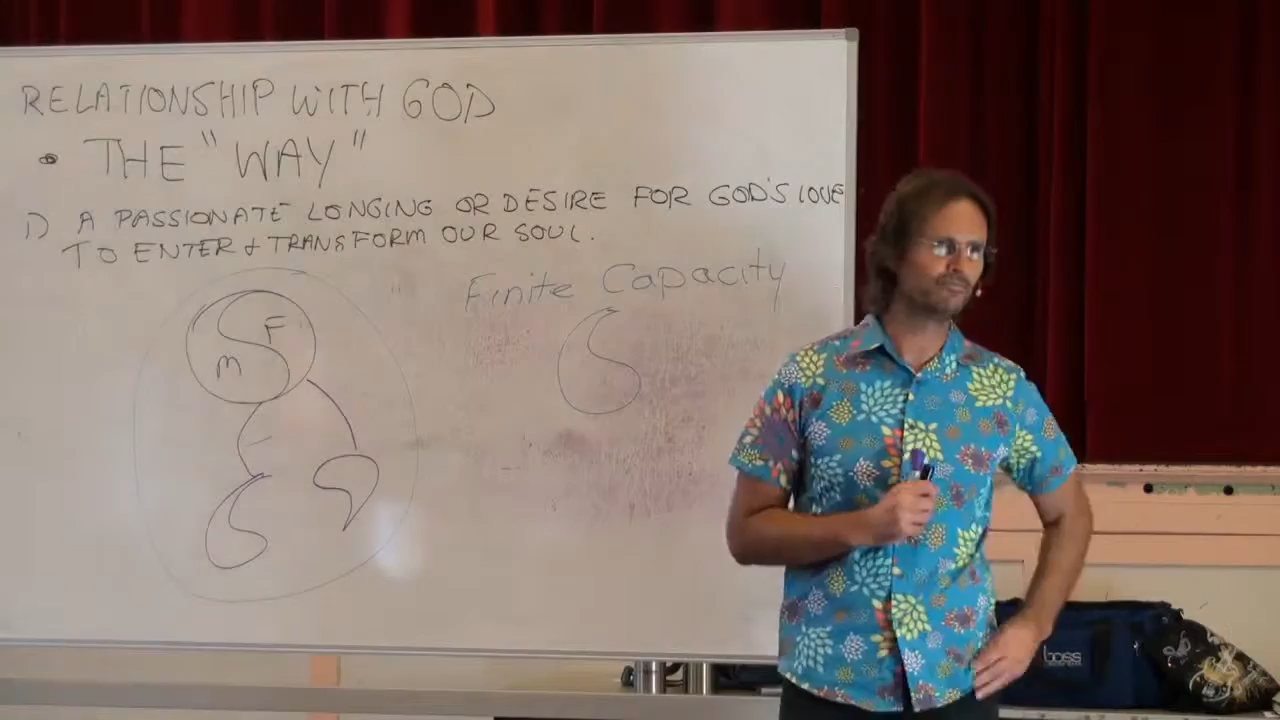 RELATIONSHIP WITH GOD
• THE "WAY"
1) A PASSIONATE LONGING OR DESIRE FOR GOD'S LOVE
TO ENTER & TRANSFORM OUR SOUL.
Finite Capacity
F
M
boss